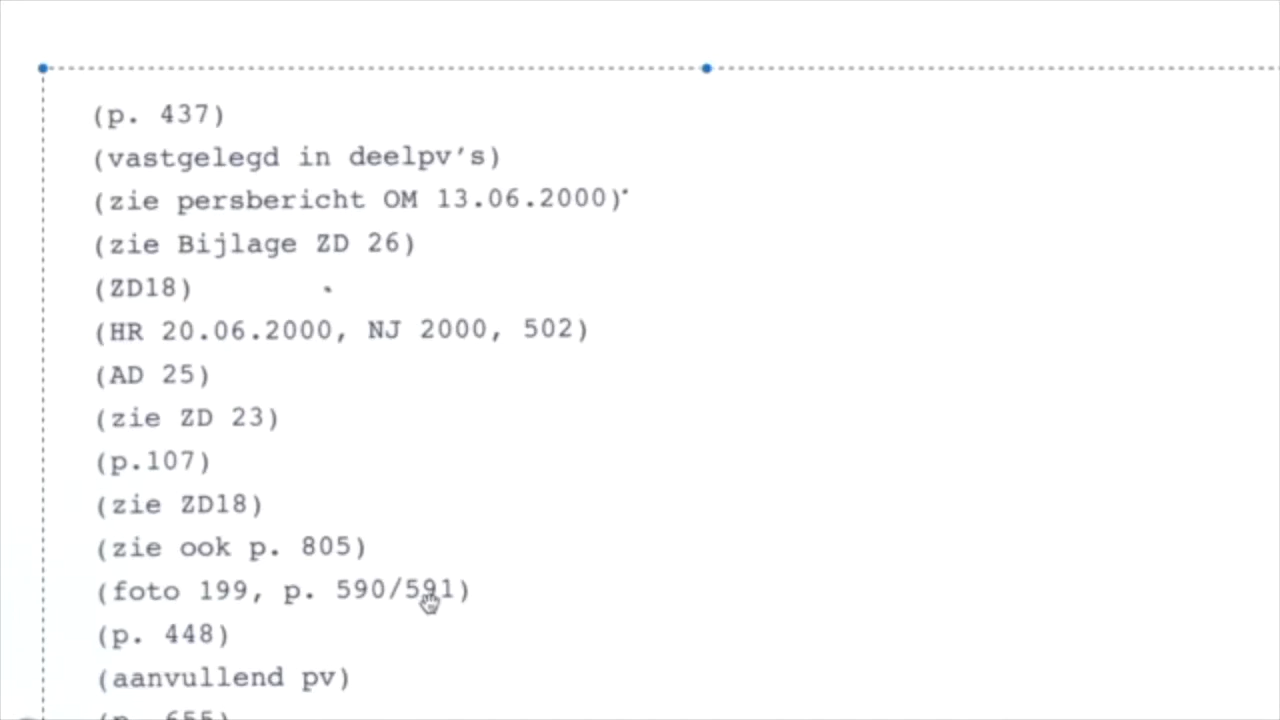 (p. 437)
(vastgelegd in deelpv's)
(zie persbericht OM 13.06.2000)
(zie Bijlage ZD 26)
(ZD18)
(HR 20.06.2000, NJ 2000, 502)
(AD 25)
(zie ZD 23)
(p.107)
(zie ZD18)
(zie ook p. 805)
(foto 199, p. 590/591)
(p. 448)
(aanvullend pv)
(p. 655)